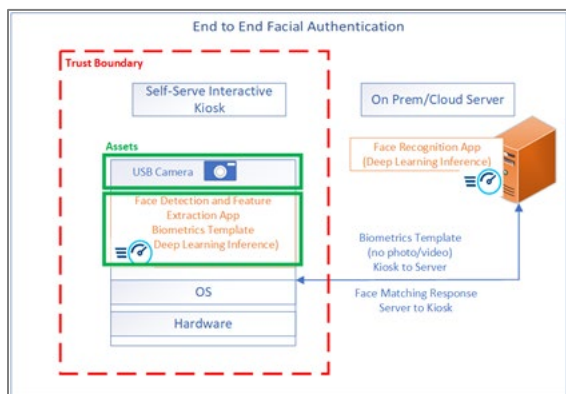 End to End Facial Authentication
Trust Boundary
Self-Serve Interactive
Kiosk
On Prem/Cloud Server
Assets
USB Camera
Face Recognition App
(Deep Learning Inference)
Face Detection and Feature
Extraction App
Biometrics Template
Deep Learning Inference)
Biometrics Template
(no photo/video)
Kiosk to Server
Face Matching Response
Server to Kiosk
OS
Hardware